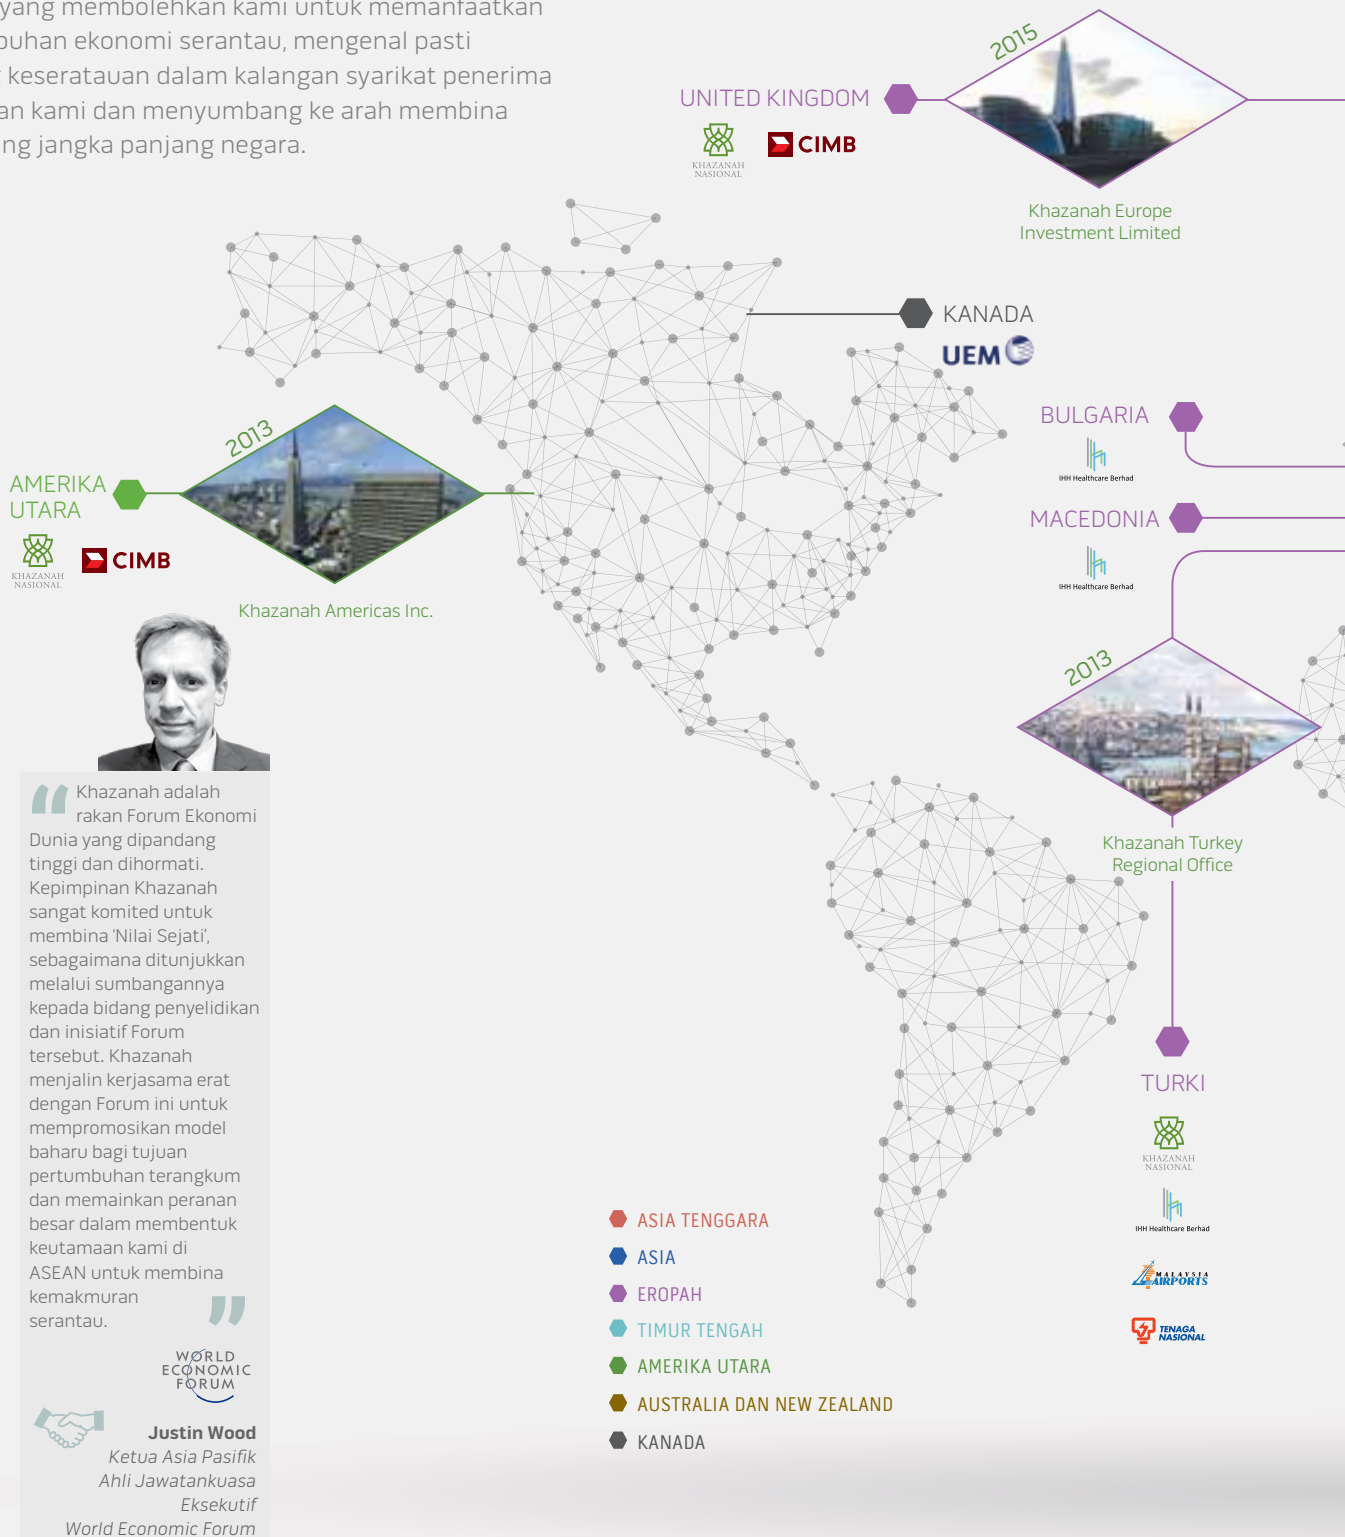 yang membolehkan kami untuk memanfaatkan
ekonomi serantau, mengenal pasti
keseratauan dalam kalangan syarikat penerima
kami dan menyumbang ke arah membina
jangka panjang negara.
UNITED KINGDOM
KHAZANAH
NASIONAL
CIMB
2015
Khazanah Europe
Investment Limited
KANADA
UEM
AMERIKA
UTARA
KHAZANAH
NASIONAL
CIMB
2013
Khazanah Americas Inc.
BULGARIA
IHH Healthcare Berhad
MACEDONIA
IHH Healthcare Berhad
2013
Khazanah Turkey
Regional Office
TURKI
KHAZANAH
NASIONAL
IHH Healthcare Berhad
MALAYSIA
AIRPORTS
TENAGA
NASIONAL
“ Khazanah adalah
rakan Forum Ekonomi
Dunia yang dipandang
tinggi dan dihormati.
Kepimpinan Khazanah
sangat komited untuk
membina ‘Nilai Sejati’,
sebagaimana ditunjukkan
melalui sumbangannya
kepada bidang penyelidikan
dan inisiatif Forum
tersebut. Khazanah
menjalin kerjasama erat
dengan Forum ini untuk
mempromosikan model
baharu bagi tujuan
pertumbuhan terangkum
dan memainkan peranan
besar dalam membentuk
keutamaan kami di
ASEAN untuk membina
kemakmuran
serantau. ”
WORLD
ECONOMIC
FORUM
Justin Wood
Ketua Asia Pasifik
Ahli Jawatankuasa
Eksekutif
World Economic Forum
ASIA TENGGARA
ASIA
EROPAH
TIMUR TENGAH
AMERIKA UTARA
AUSTRALIA DAN NEW ZEALAND
KANADA